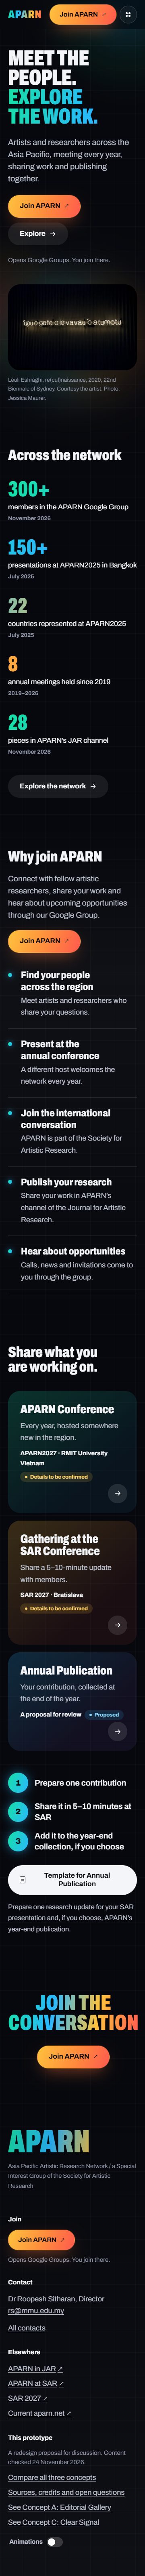 APARN
Join APARN ↗
MEET THE
PEOPLE.
EXPLORE
THE WORK.
Artists and researchers across the
Asia Pacific, meeting every year,
sharing work and publishing
together.
Join APARN ↗
Explore →
Opens Google Groups. You join there.
Léuli Eshrāghi, re(cul)naissance, 2020, 22nd
Biennale of Sydney. Courtesy the artist. Photo:
Jessica Maurer.
Across the network
300+
members in the APARN Google Group
November 2026
150+
presentations at APARN2025 in Bangkok
July 2025
22
countries represented at APARN2025
July 2025
8
annual meetings held since 2019
2019–2026
28
pieces in APARN's JAR channel
November 2026
Explore the network →
Why join APARN
Connect with fellow artistic
researchers, share your work and
hear about upcoming opportunities
through our Google Group.
Join APARN ↗
Find your people
across the region
Meet artists and researchers who
share your questions.
Present at the
annual conference
A different host welcomes the
network every year.
Join the international
conversation
APARN is part of the Society for
Artistic Research.
Publish your research
Share your work in APARN's
channel of the Journal for Artistic
Research.
Hear about opportunities
Calls, news and invitations come to
you through the group.
Share what you
are working on.
APARN Conference
Every year, hosted somewhere
new in the region.
APARN2027 · RMIT University
Vietnam
Details to be confirmed
→
Gathering at the
SAR Conference
Share a 5–10-minute update
with members.
SAR 2027 · Bratislava
Details to be confirmed
→
Annual Publication
Your contribution, collected at
the end of the year.
A proposal for review Proposed
→
1 Prepare one contribution
2 Share it in 5–10 minutes at
SAR
3 Add it to the year-end
collection, if you choose
Template for Annual
Publication
Prepare one research update for your SAR
presentation and, if you choose, APARN's
year-end publication.
JOIN THE
CONVERSATION
Join APARN ↗
APARN
Asia Pacific Artistic Research Network / a Special
Interest Group of the Society for Artistic
Research
Join
Join APARN ↗
Opens Google Groups. You join there.
Contact
Dr Roopesh Sitharan, Director
rs@mmu.edu.my
All contacts
Elsewhere
APARN in JAR ↗
APARN at SAR ↗
SAR 2027 ↗
Current aparn.net ↗
This prototype
A redesign proposal for discussion. Content
checked 24 November 2026.
Compare all three concepts
Sources, credits and open questions
See Concept A: Editorial Gallery
See Concept C: Clear Signal
Animations